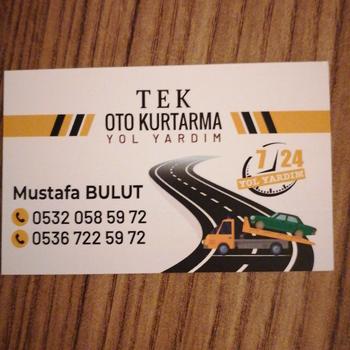 TEK
OTO KURTARMA
YOL YARDIM
7/24
YOL YARDIM
Mustafa BULUT
0532 058 59 72
0536 722 59 72